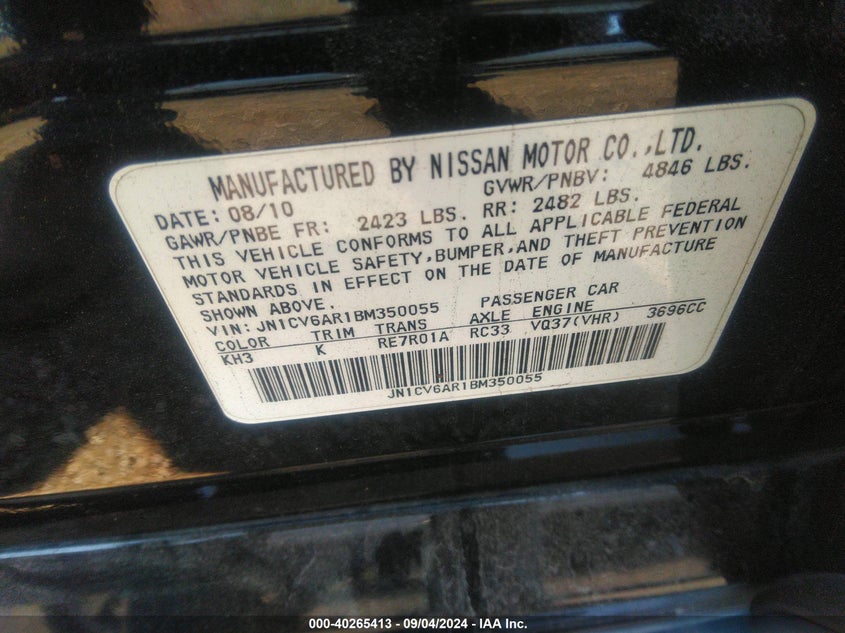 MANUFACTURED BY NISSAN MOTOR CO.,LTD.
DATE: 08/10 GVWR/PNBV: 4846 LBS.
GAWR/PNBE FR: 2423 LBS. RR: 2482 LBS.
THIS VEHICLE CONFORMS TO ALL APPLICABLE FEDERAL
MOTOR VEHICLE SAFETY,BUMPER,AND THEFT PREVENTION
STANDARDS IN EFFECT ON THE DATE OF MANUFACTURE
SHOWN ABOVE.
VIN: JN1CV6AR1BM350055 PASSENGER CAR
COLOR TRIM TRANS AXLE ENGINE
KH3 K RE7R01A RC33 VQ37(VHR) 3696CC
JN1CV6AR1BM350055
000-40265413 - 09/04/2024 - IAA Inc.